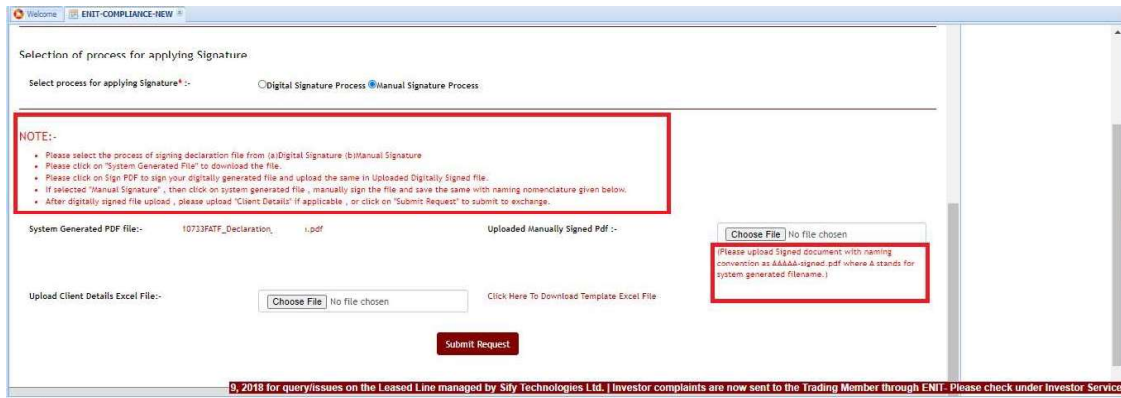 Welcome ENIT-COMPLIANCE-NEW
Selection of process for applying Signature
Select process for applying Signature* :- Digital Signature Process Manual Signature Process
NOTE:-
• Please select the process of signing declaration file from (a)Digital Signature (b)Manual Signature
• Please click on "System Generated File" to download the file.
• Please click on Sign PDF to sign your digitally generated file and upload the same in Uploaded Digitally Signed file.
• If selected "Manual Signature" , then click on system generated file , manually sign the file and save the same with naming nomenclature given below.
• After digitally signed file upload , please upload "Client Details" if applicable , or click on "Submit Request" to submit to exchange.
System Generated PDF file:- 10733FATF_Declaration_ .pdf Uploaded Manually Signed Pdf :- Choose File No file chosen
(Please upload Signed document with naming
convention as AAAAA-signed.pdf where A stands for
system generated filename.)
Upload Client Details Excel File:- Choose File No file chosen Click Here To Download Template Excel File
Submit Request
9, 2018 for query/issues on the Leased Line managed by Sify Technologies Ltd. | Investor complaints are now sent to the Trading Member through ENIT- Please check under Investor Service